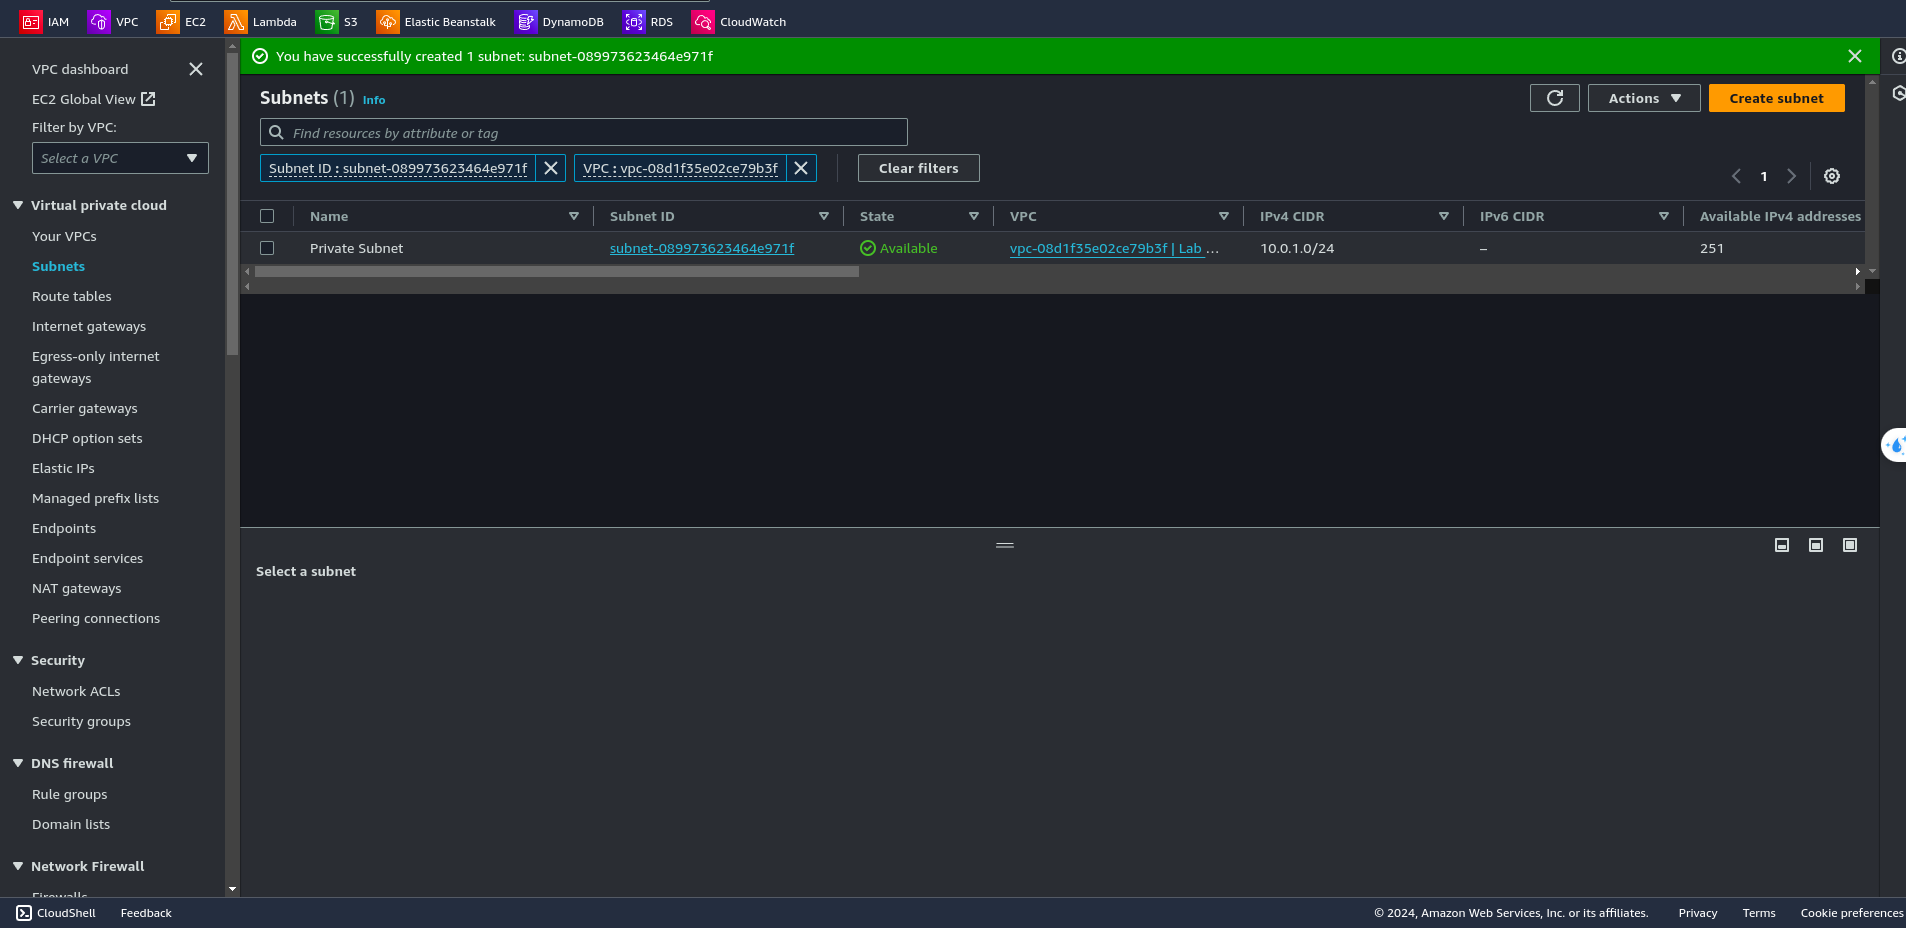 IAM VPC EC2 Lambda S3 Elastic Beanstalk DynamoDB RDS CloudWatch
VPC dashboard
EC2 Global View
Filter by VPC:
Select a VPC
Virtual private cloud
Your VPCs
Subnets
Route tables
Internet gateways
Egress-only internet
gateways
Carrier gateways
DHCP option sets
Elastic IPs
Managed prefix lists
Endpoints
Endpoint services
NAT gateways
Peering connections
Security
Network ACLs
Security groups
DNS firewall
Rule groups
Domain lists
Network Firewall
Firewalls
You have successfully created 1 subnet: subnet-089973623464e971f
Subnets (1) Info
Actions
Create subnet
Find resources by attribute or tag
Subnet ID : subnet-089973623464e971f
VPC : vpc-08d1f35e02ce79b3f
Clear filters
1
Name Subnet ID State VPC IPv4 CIDR IPv6 CIDR Available IPv4 addresses
Private Subnet subnet-089973623464e971f Available vpc-08d1f35e02ce79b3f | Lab ... 10.0.1.0/24 – 251
Select a subnet
CloudShell Feedback © 2024, Amazon Web Services, Inc. or its affiliates. Privacy Terms Cookie preferences